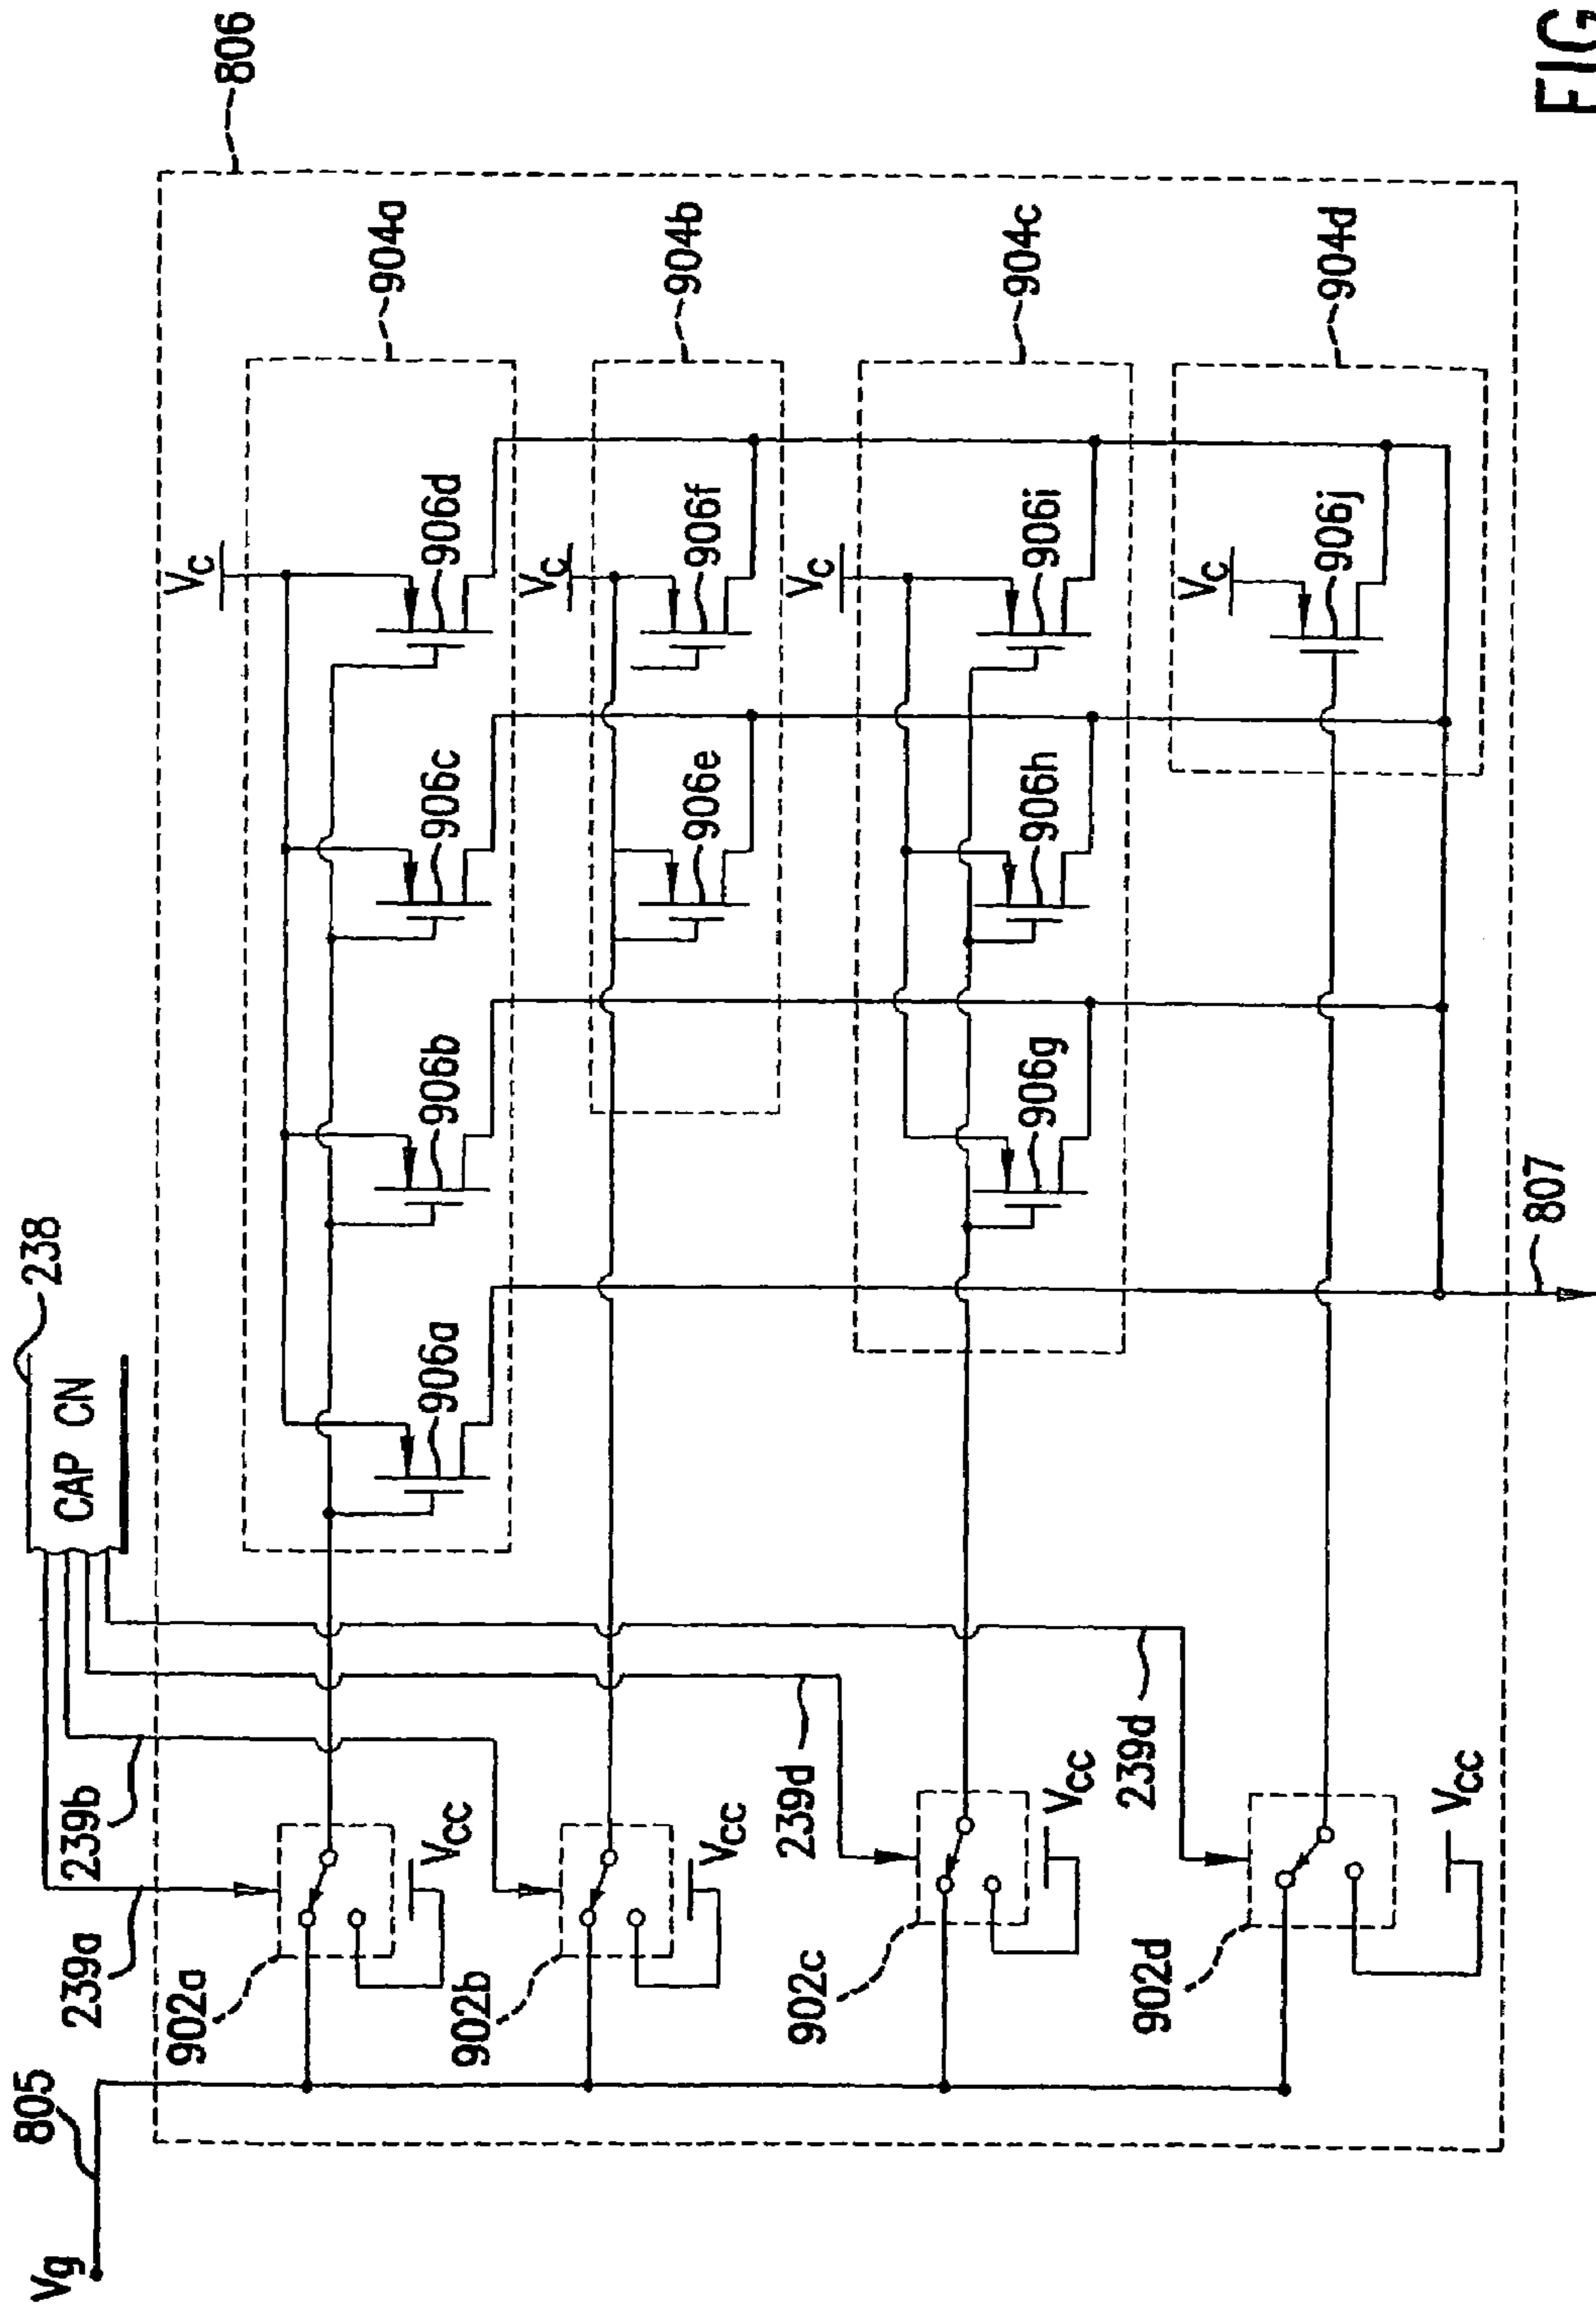 806
238
CAP CN
805
Vg
239a
239b
902a
VCC
902b
VCC
239d
902c
VCC
239d
902d
VCC
VC
904a
906a
906b
906c
906d
VC
904b
906e
906f
VC
904c
906g
906h
906i
VC
904d
906j
807
FIG